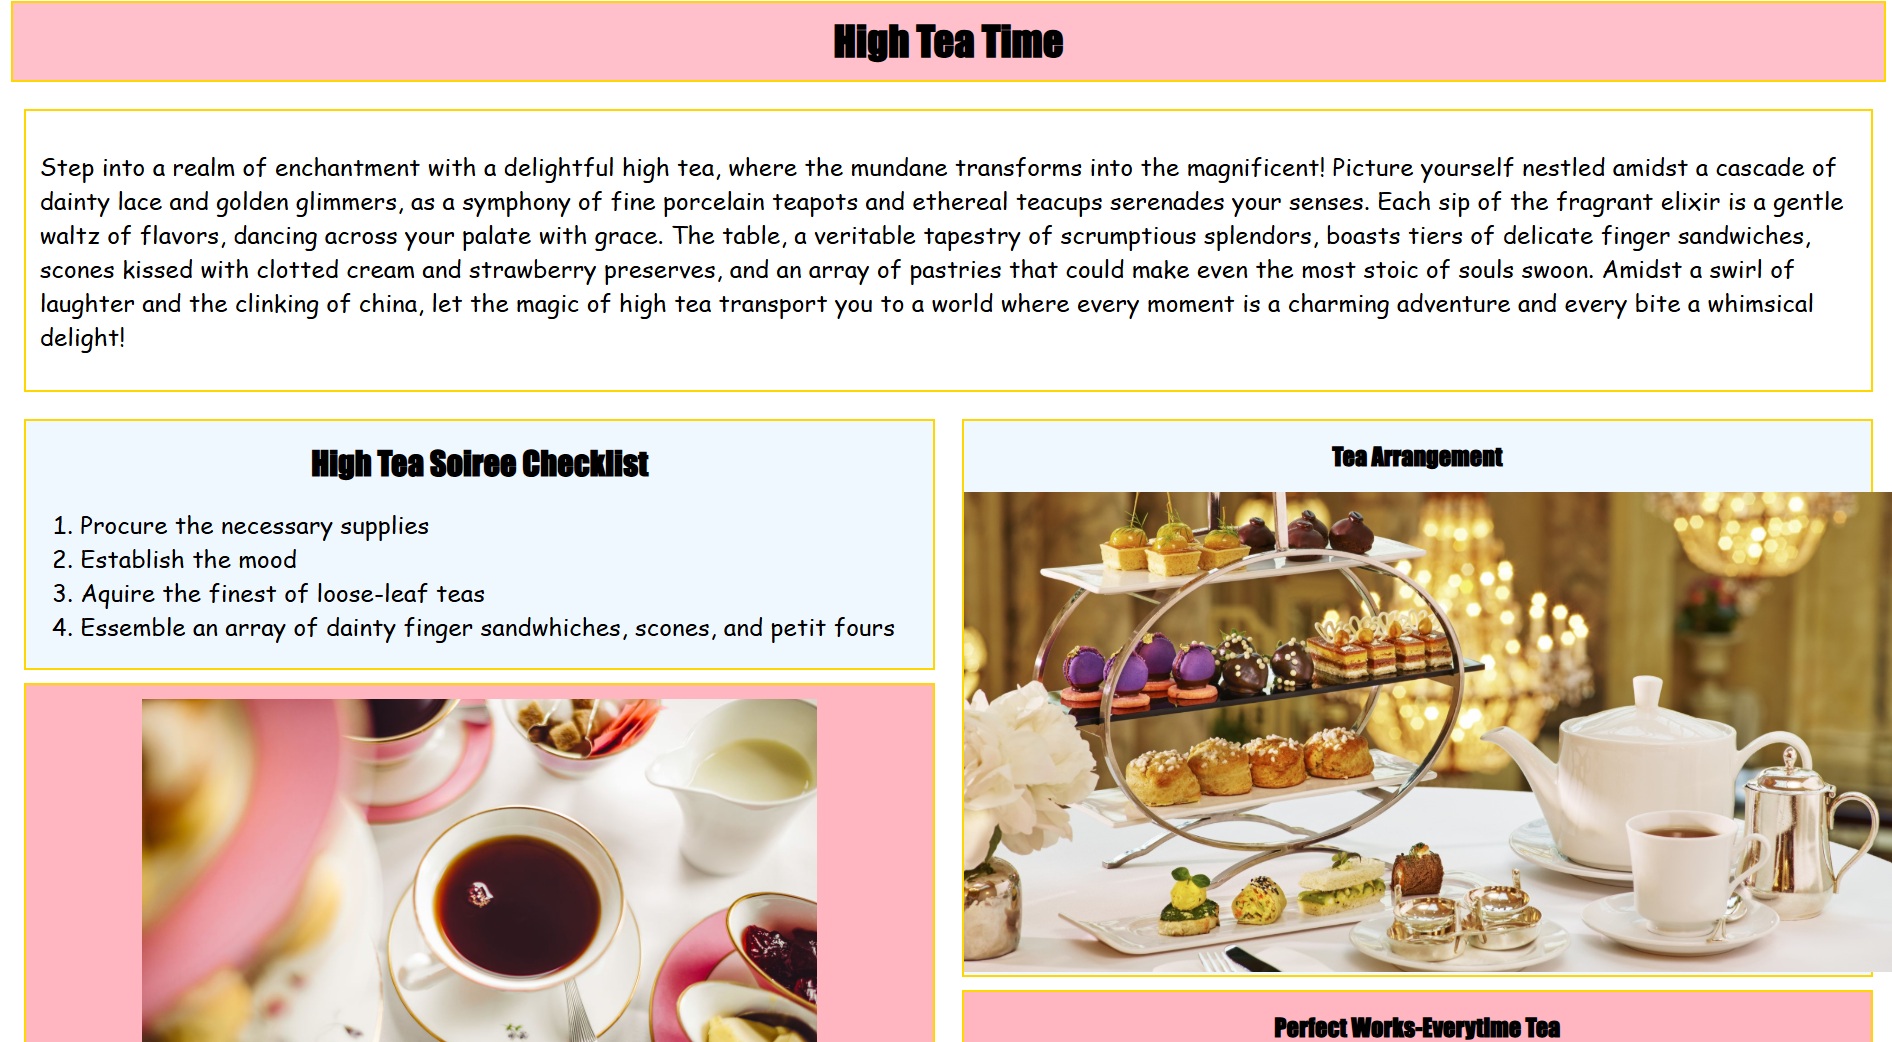 High Tea Time
Step into a realm of enchantment with a delightful high tea, where the mundane transforms into the magnificent! Picture yourself nestled amidst a cascade of
dainty lace and golden glimmers, as a symphony of fine porcelain teapots and ethereal teacups serenades your senses. Each sip of the fragrant elixir is a gentle
waltz of flavors, dancing across your palate with grace. The table, a veritable tapestry of scrumptious splendors, boasts tiers of delicate finger sandwiches,
scones kissed with clotted cream and strawberry preserves, and an array of pastries that could make even the most stoic of souls swoon. Amidst a swirl of
laughter and the clinking of china, let the magic of high tea transport you to a world where every moment is a charming adventure and every bite a whimsical
delight!
High Tea Soiree Checklist
1. Procure the necessary supplies
2. Establish the mood
3. Aquire the finest of loose-leaf teas
4. Essemble an array of dainty finger sandwhiches, scones, and petit fours
Tea Arrangement
Perfect Works-Everytime Tea